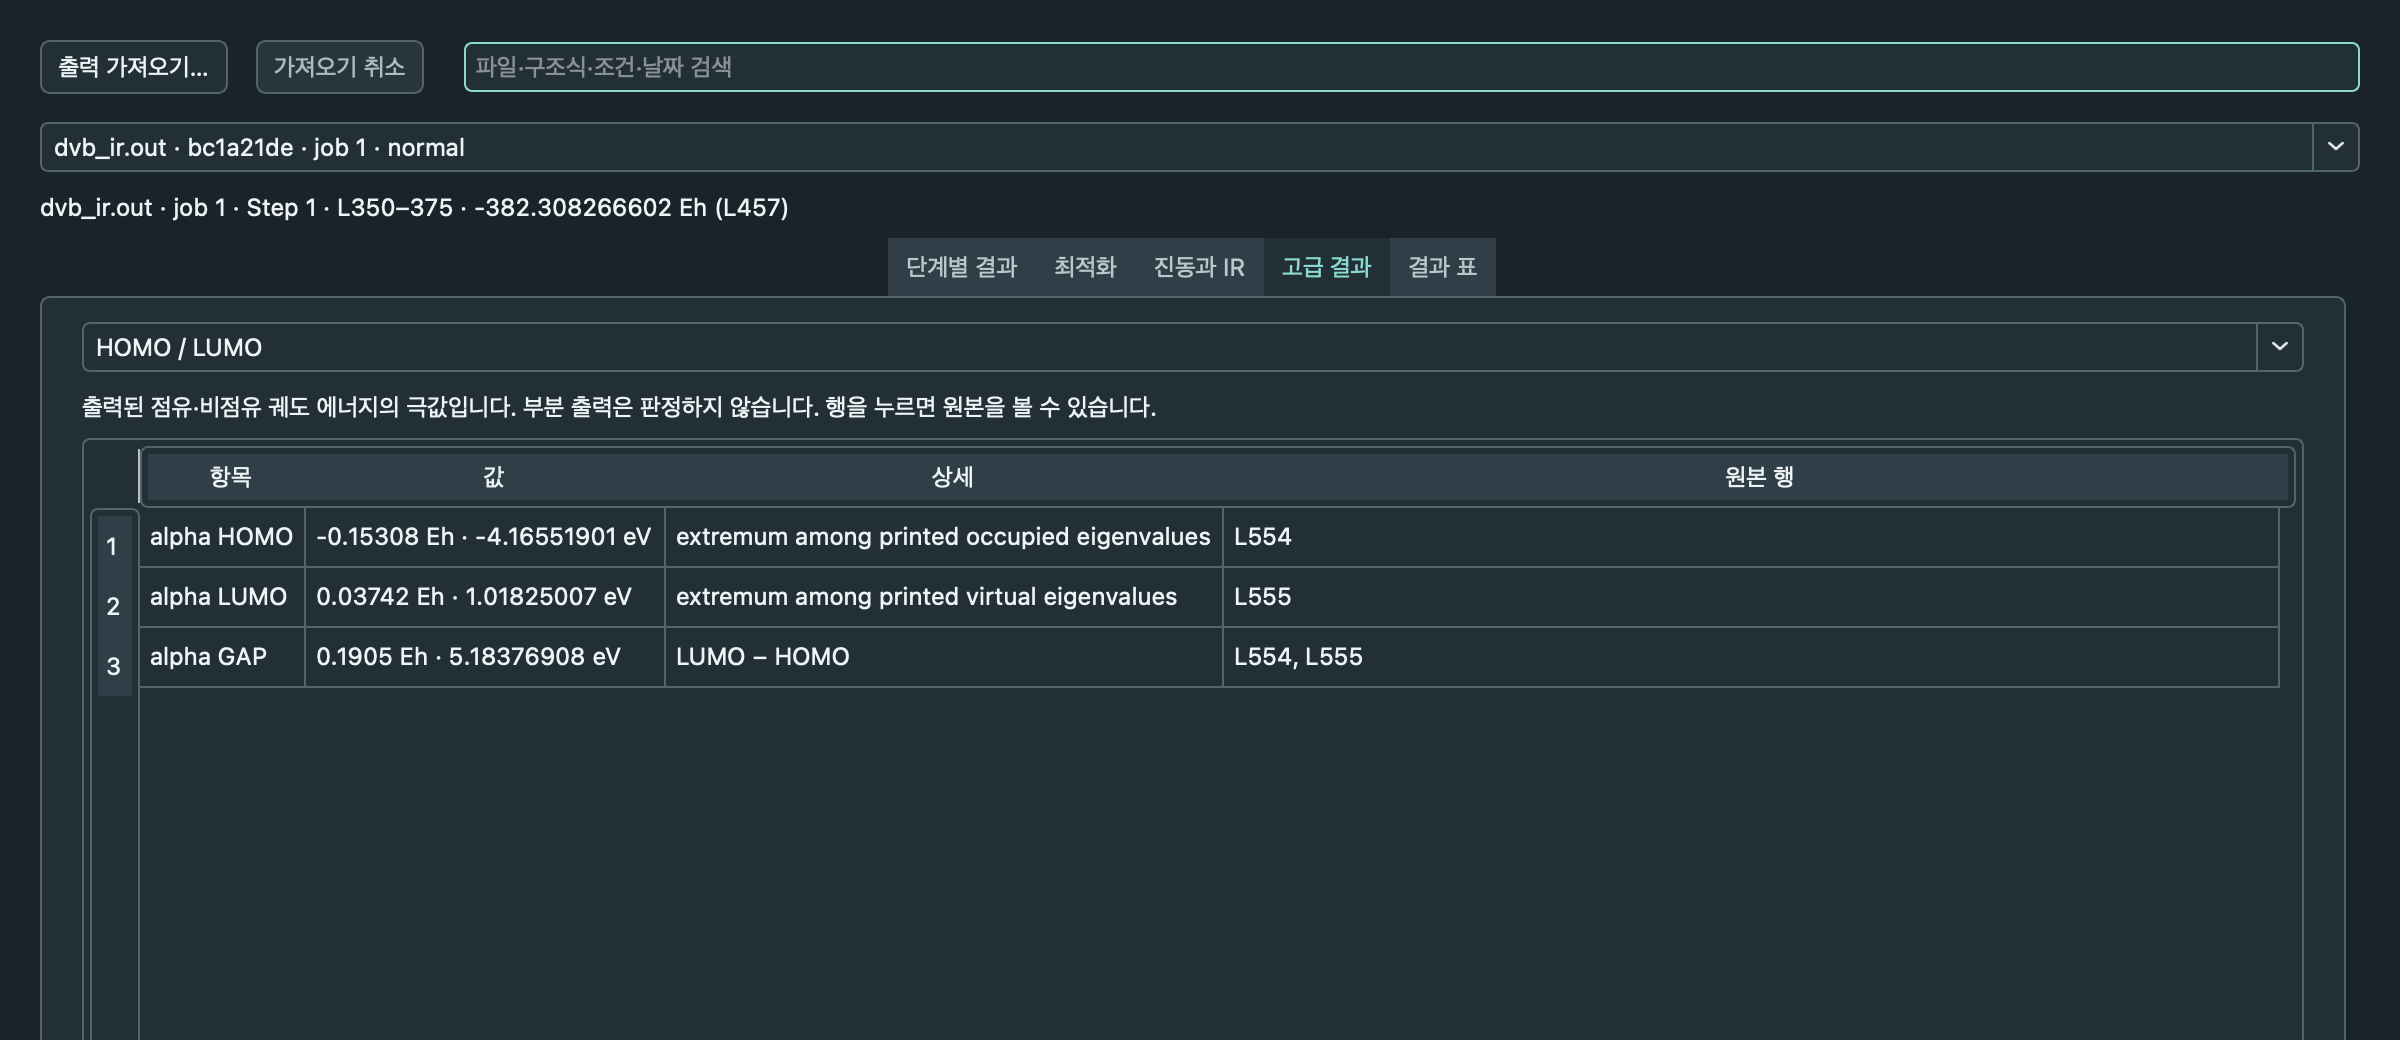 출력 가져오기... 가져오기 취소 파일·구조식·조건·날짜 검색
dvb_ir.out · bc1a21de · job 1 · normal
dvb_ir.out · job 1 · Step 1 · L350–375 · -382.308266602 Eh (L457)
단계별 결과 최적화 진동과 IR 고급 결과 결과 표
HOMO / LUMO
출력된 점유·비점유 궤도 에너지의 극값입니다. 부분 출력은 판정하지 않습니다. 행을 누르면 원본을 볼 수 있습니다.
항목 값 상세 원본 행
1 alpha HOMO -0.15308 Eh · -4.16551901 eV extremum among printed occupied eigenvalues L554
2 alpha LUMO 0.03742 Eh · 1.01825007 eV extremum among printed virtual eigenvalues L555
3 alpha GAP 0.1905 Eh · 5.18376908 eV LUMO – HOMO L554, L555